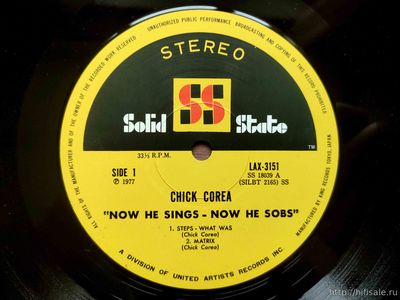 UNAUTHORIZED PUBLIC PERFORMANCE BROADCASTING AND COPYING OF THIS RECORD PROHIBITED
ALL RIGHTS OF THE MANUFACTURER AND OF THE OWNER OF THE RECORDED WORK RESERVED
STEREO
SS
Solid State
TM
33⅓ R.P.M.
SIDE 1
Ⓟ 1977
LAX-3151
SS 18039 A
(SILBT 2165) SS
CHICK COREA
"NOW HE SINGS - NOW HE SOBS"
1. STEPS - WHAT WAS
(Chick Corea)
2. MATRIX
(Chick Corea)
A DIVISION OF UNITED ARTISTS RECORDS INC.
MANUFACTURED BY KING RECORDS TOKYO, JAPAN
http://hifisale.ru/